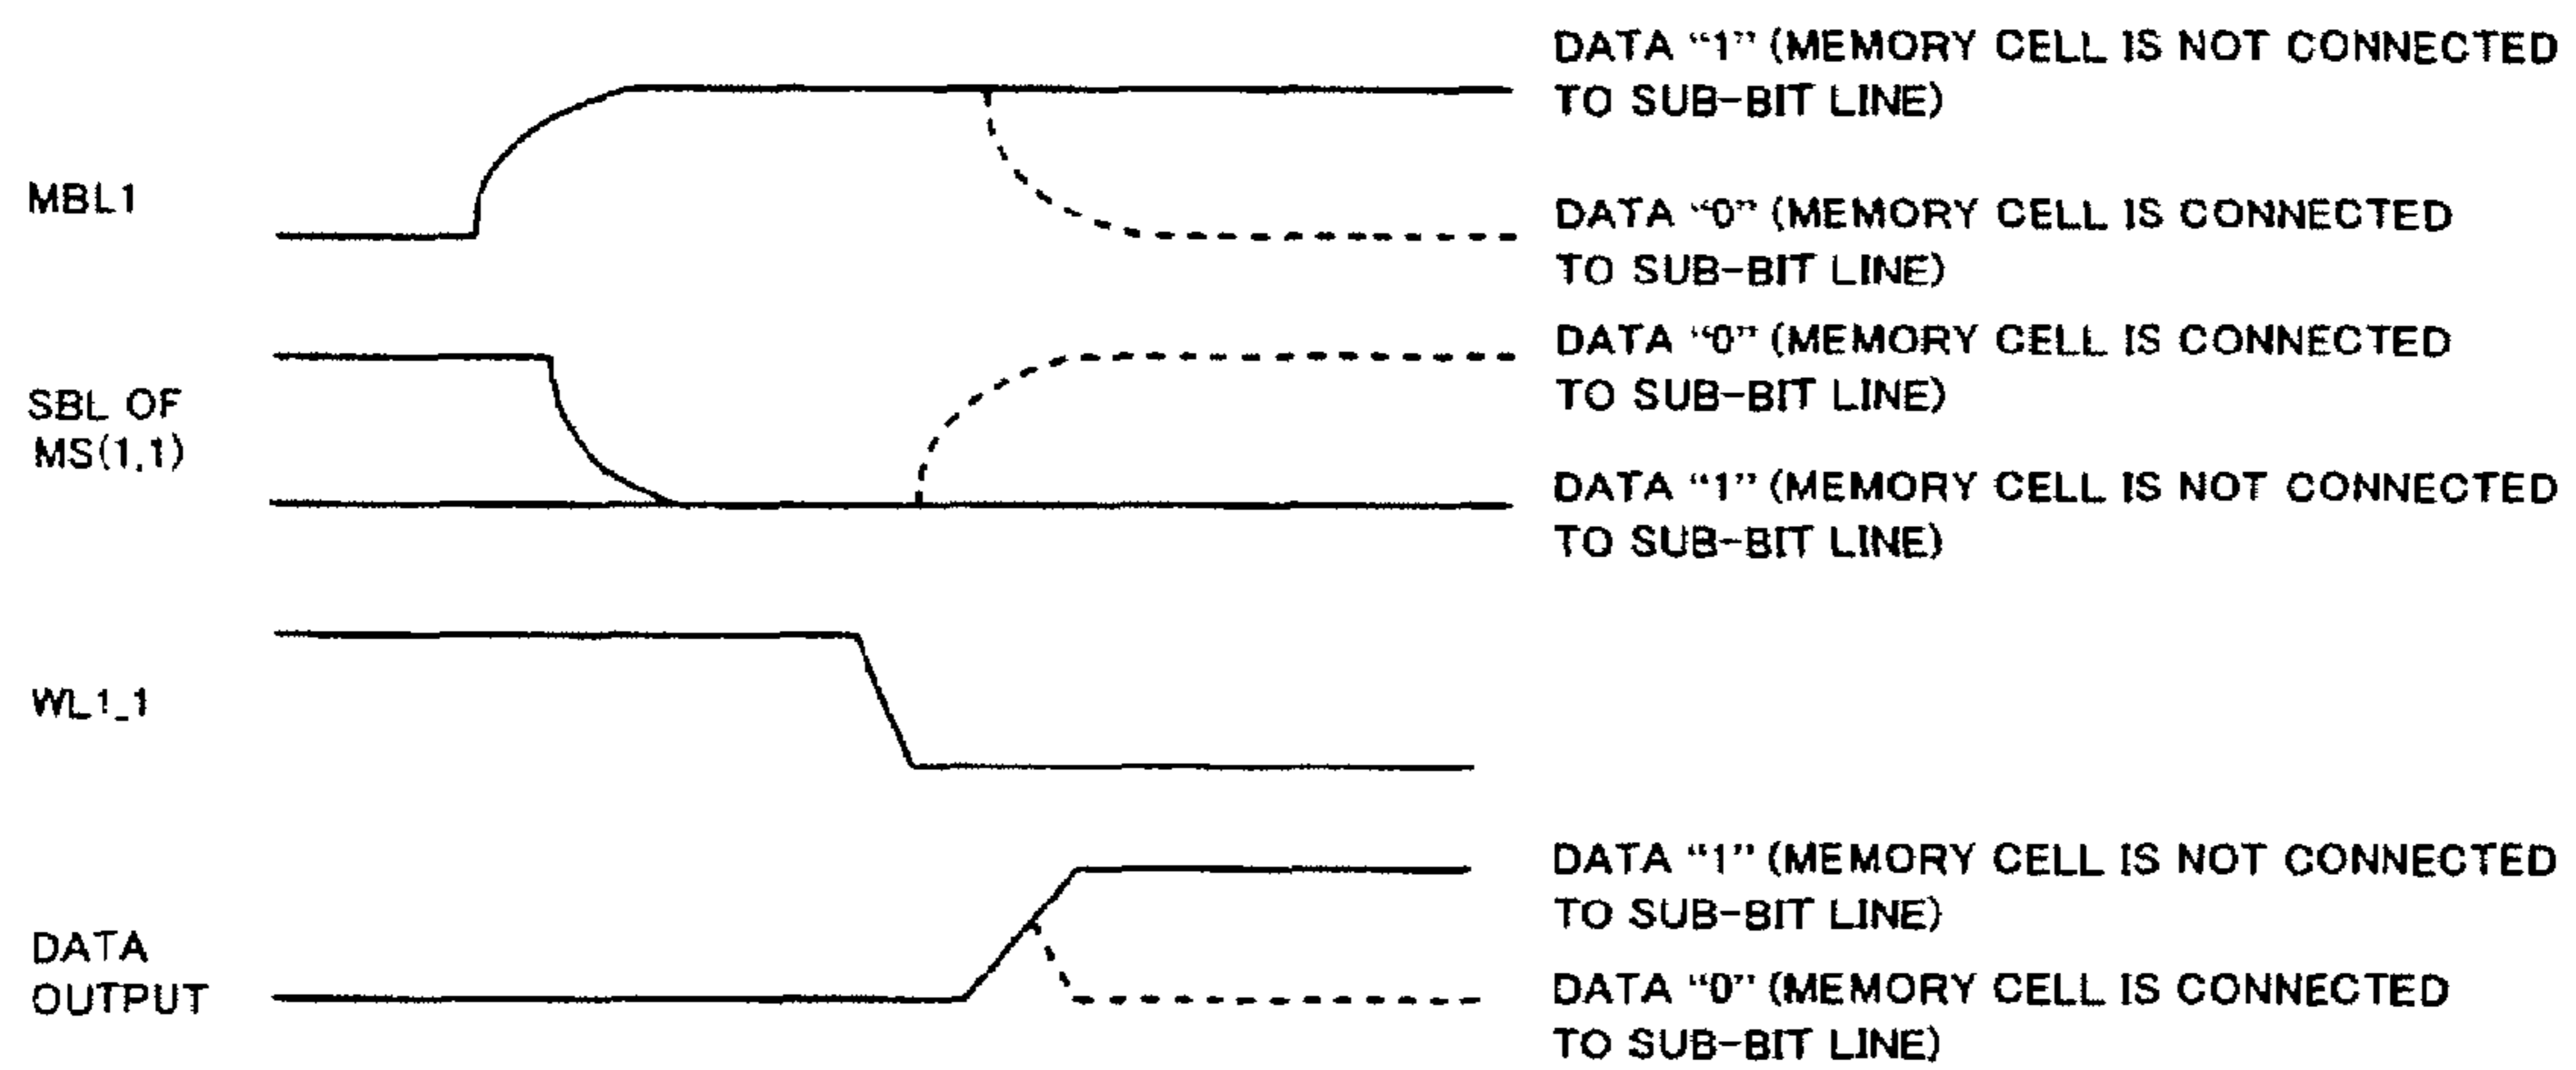 DATA “1” (MEMORY CELL IS NOT CONNECTED
TO SUB-BIT LINE)
MBL1
DATA “0” (MEMORY CELL IS CONNECTED
TO SUB-BIT LINE)
DATA “0” (MEMORY CELL IS CONNECTED
TO SUB-BIT LINE)
SBL OF
MS(1,1)
DATA “1” (MEMORY CELL IS NOT CONNECTED
TO SUB-BIT LINE)
WL1_1
DATA “1” (MEMORY CELL IS NOT CONNECTED
TO SUB-BIT LINE)
DATA
OUTPUT
DATA “0” (MEMORY CELL IS CONNECTED
TO SUB-BIT LINE)